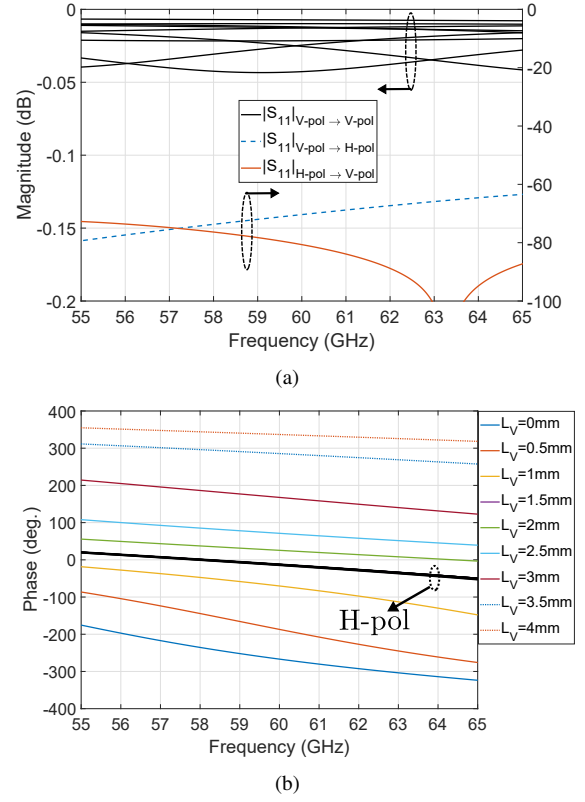 0
-0.05
-0.1
-0.15
-0.2
Magnitude (dB)
0
-20
-40
-60
-80
-100
|S11|V-pol → V-pol
|S11|V-pol → H-pol
|S11|H-pol → V-pol
55 56 57 58 59 60 61 62 63 64 65
Frequency (GHz)
(a)
400
300
200
100
0
-100
-200
-300
-400
Phase (deg.)
H-pol
LV=0mm
LV=0.5mm
LV=1mm
LV=1.5mm
LV=2mm
LV=2.5mm
LV=3mm
LV=3.5mm
LV=4mm
55 56 57 58 59 60 61 62 63 64 65
Frequency (GHz)
(b)